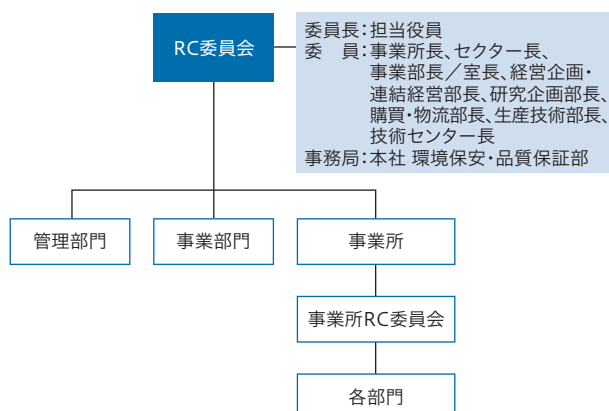 RC委員会
委員長：担当役員
委　員：事業所長、セクター長、
事業部長／室長、経営企画・
連結経営部長、研究企画部長、
購買・物流部長、生産技術部長、
技術センター長
事務局：本社 環境保安・品質保証部
管理部門
事業部門
事業所
事業所RC委員会
各部門